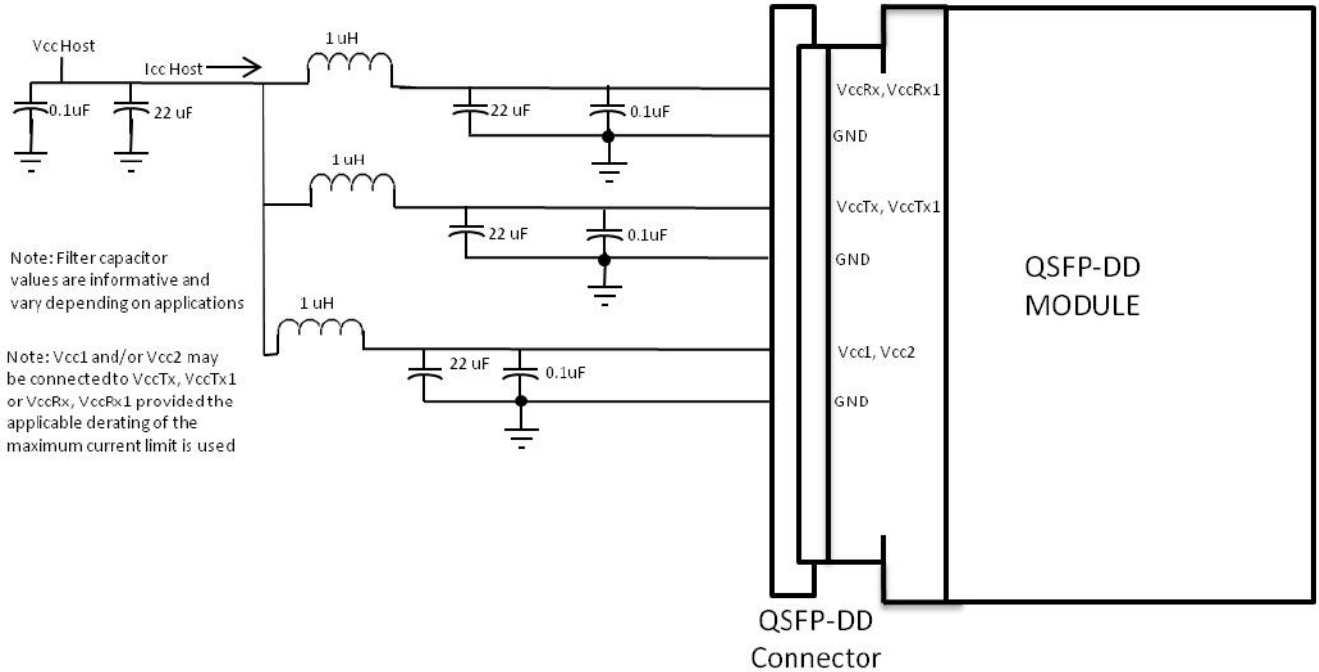 1 uH
Vcc Host
Icc Host
0.1uF
22 uF
22 uF
0.1uF
VccRx, VccRx1
GND
1 uH
22 uF
0.1uF
VccTx, VccTx1
GND
Note: Filter capacitor
values are informative and
vary depending on applications
1 uH
22 uF
0.1uF
Vcc1, Vcc2
GND
Note: Vcc1 and/or Vcc2 may
be connected to VccTx, VccTx1
or VccRx, VccRx1 provided the
applicable derating of the
maximum current limit is used
QSFP-DD
MODULE
QSFP-DD
Connector